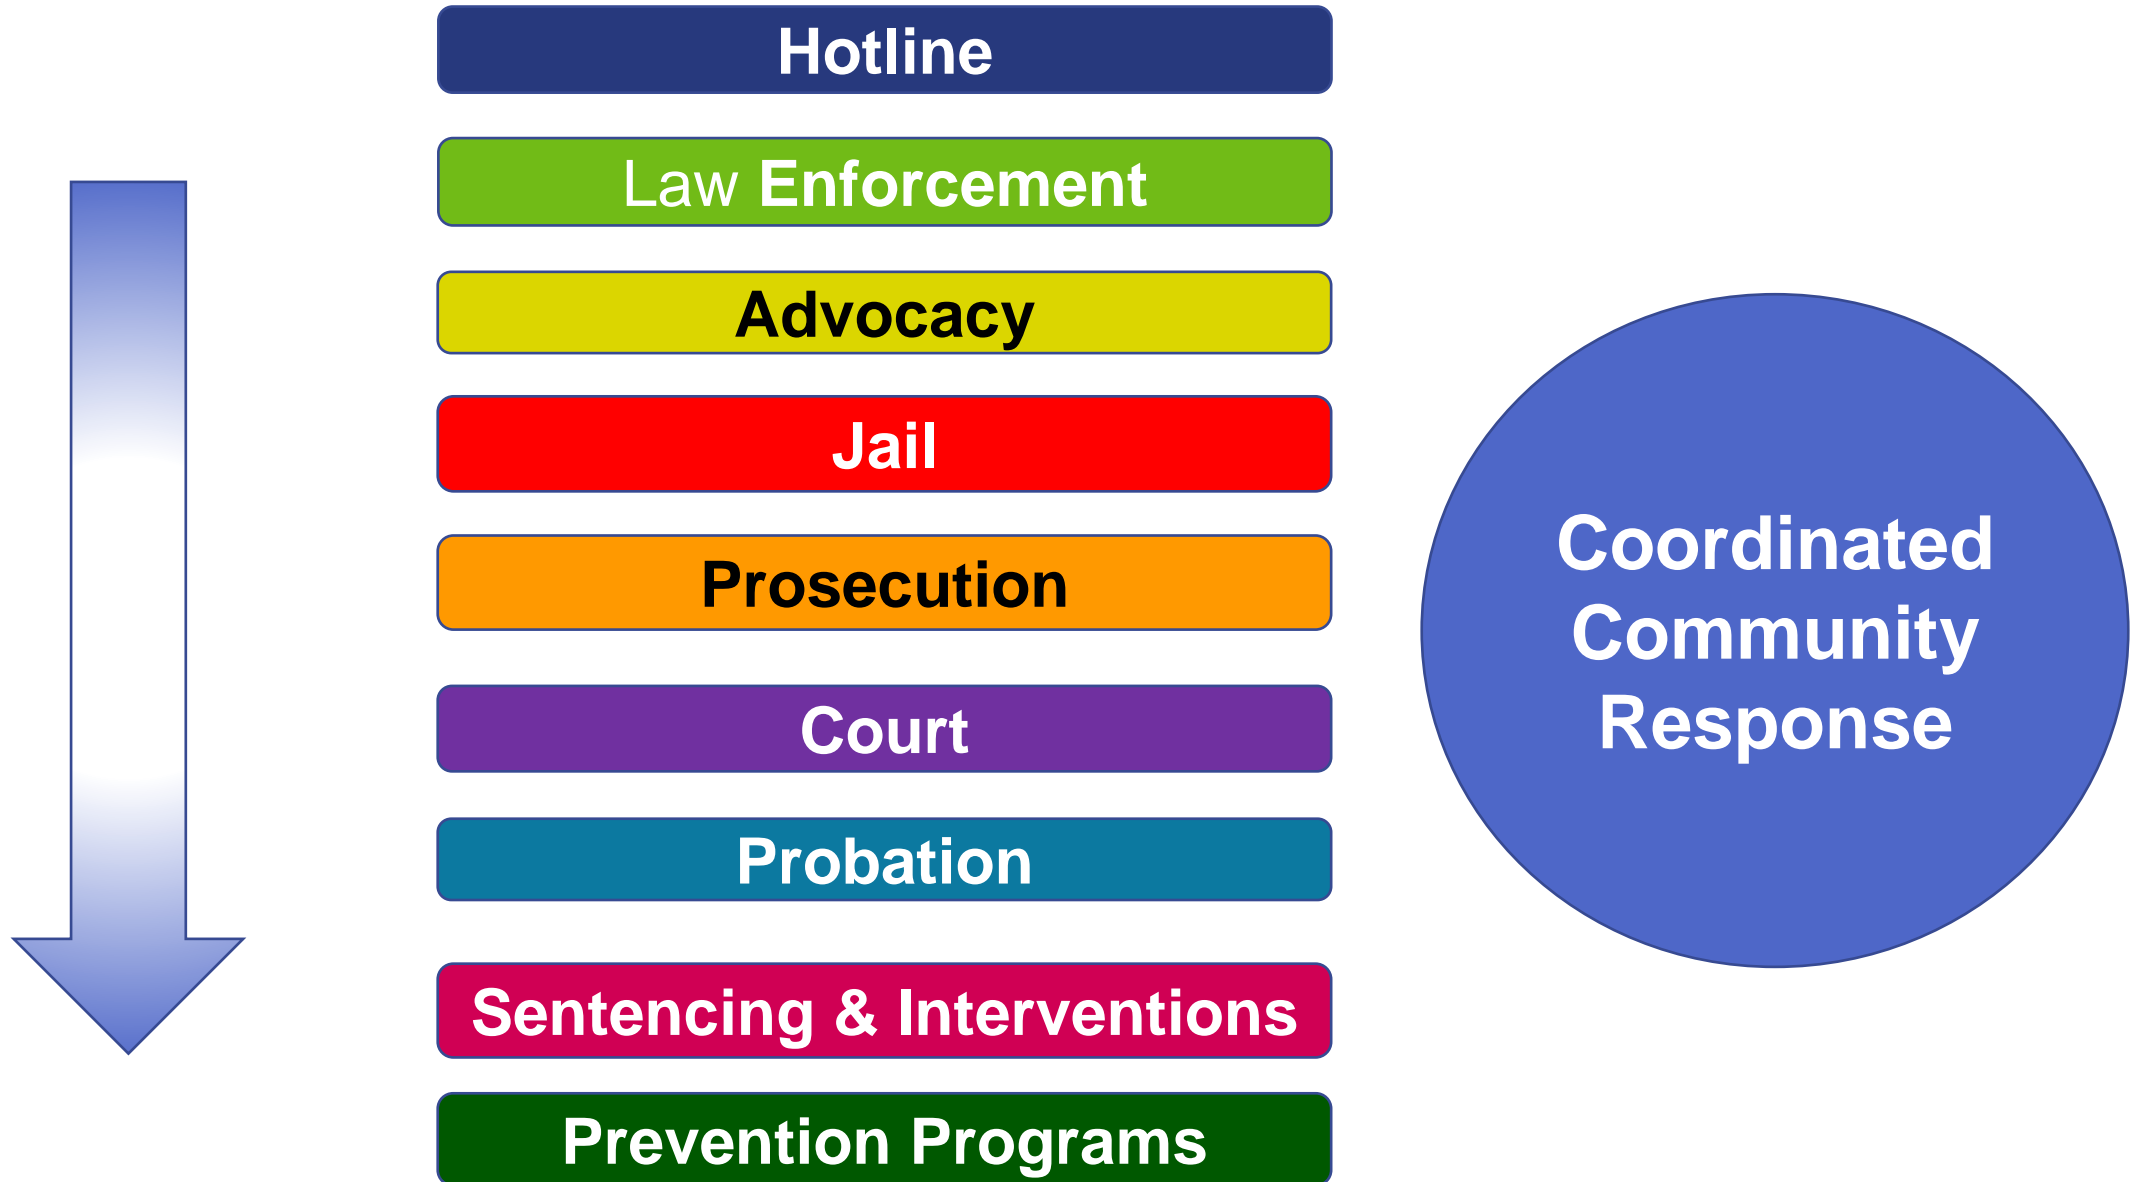 Hotline
Law Enforcement
Advocacy
Jail
Prosecution
Court
Probation
Sentencing & Interventions
Prevention Programs
Coordinated
Community
Response